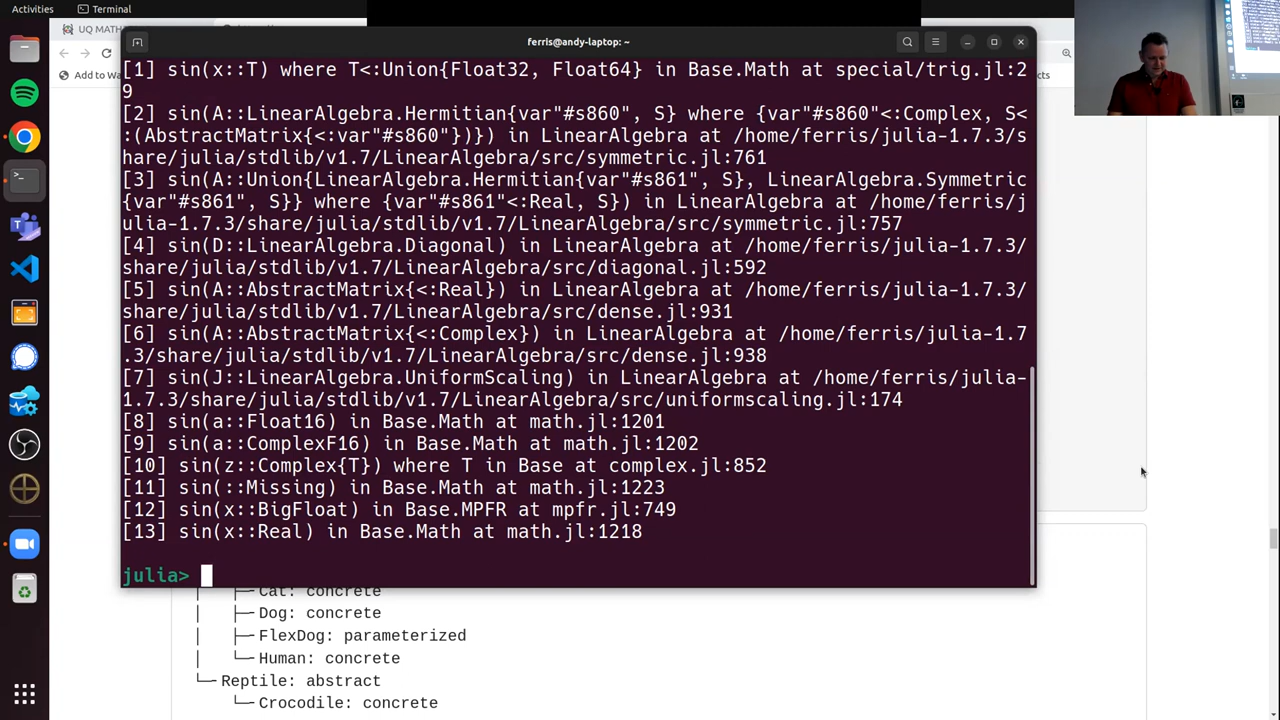 Activities
Terminal
UQ MATH
ferris@ncy-laptop: ~
Add to Wa
cts
[1] sin(x::T) where T<:Union{Float32, Float64} in Base.Math at special/trig.jl:2
9
[2] sin(A::LinearAlgebra.Hermitian{var"#s860", S} where {var"#s860"<:Complex, S<
:(AbstractMatrix{<:var"#s860"})}) in LinearAlgebra at /home/ferris/julia-1.7.3/s
hare/julia/stdlib/v1.7/LinearAlgebra/src/symmetric.jl:761
[3] sin(A::Union{LinearAlgebra.Hermitian{var"#s861", S}, LinearAlgebra.Symmetric
{var"#s861", S}} where {var"#s861"<:Real, S}) in LinearAlgebra at /home/ferris/j
ulia-1.7.3/share/julia/stdlib/v1.7/LinearAlgebra/src/symmetric.jl:757
[4] sin(D::LinearAlgebra.Diagonal) in LinearAlgebra at /home/ferris/julia-1.7.3/
share/julia/stdlib/v1.7/LinearAlgebra/src/diagonal.jl:592
[5] sin(A::AbstractMatrix{<:Real}) in LinearAlgebra at /home/ferris/julia-1.7.3/
share/julia/stdlib/v1.7/LinearAlgebra/src/dense.jl:931
[6] sin(A::AbstractMatrix{<:Complex}) in LinearAlgebra at /home/ferris/julia-1.7
.3/share/julia/stdlib/v1.7/LinearAlgebra/src/dense.jl:938
[7] sin(J::LinearAlgebra.UniformScaling) in LinearAlgebra at /home/ferris/julia-
1.7.3/share/julia/stdlib/v1.7/LinearAlgebra/src/uniformscaling.jl:174
[8] sin(a::Float16) in Base.Math at math.jl:1201
[9] sin(a::ComplexF16) in Base.Math at math.jl:1202
[10] sin(z::Complex{T}) where T in Base at complex.jl:852
[11] sin(::Missing) in Base.Math at math.jl:1223
[12] sin(x::BigFloat) in Base.MPFR at mpfr.jl:749
[13] sin(x::Real) in Base.Math at math.jl:1218
julia>
│   ├─ Cat: concrete
│   ├─ Dog: concrete
│   ├─ FlexDog: parameterized
│   └─ Human: concrete
└─ Reptile: abstract
    └─ Crocodile: concrete